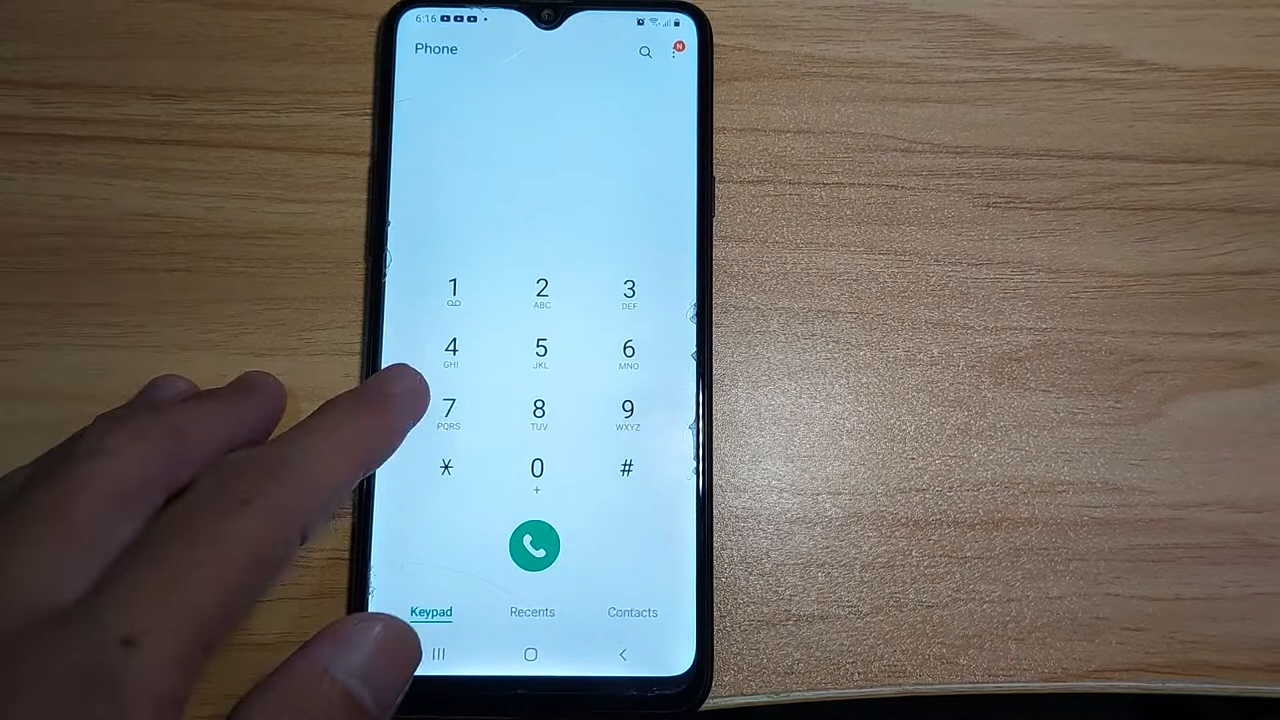 6:16
Phone
N
1 2 3
ABC DEF
4 5 6
GHI JKL MNO
7 8 9
PQRS TUV WXYZ
* 0 #
+
Keypad Recents Contacts